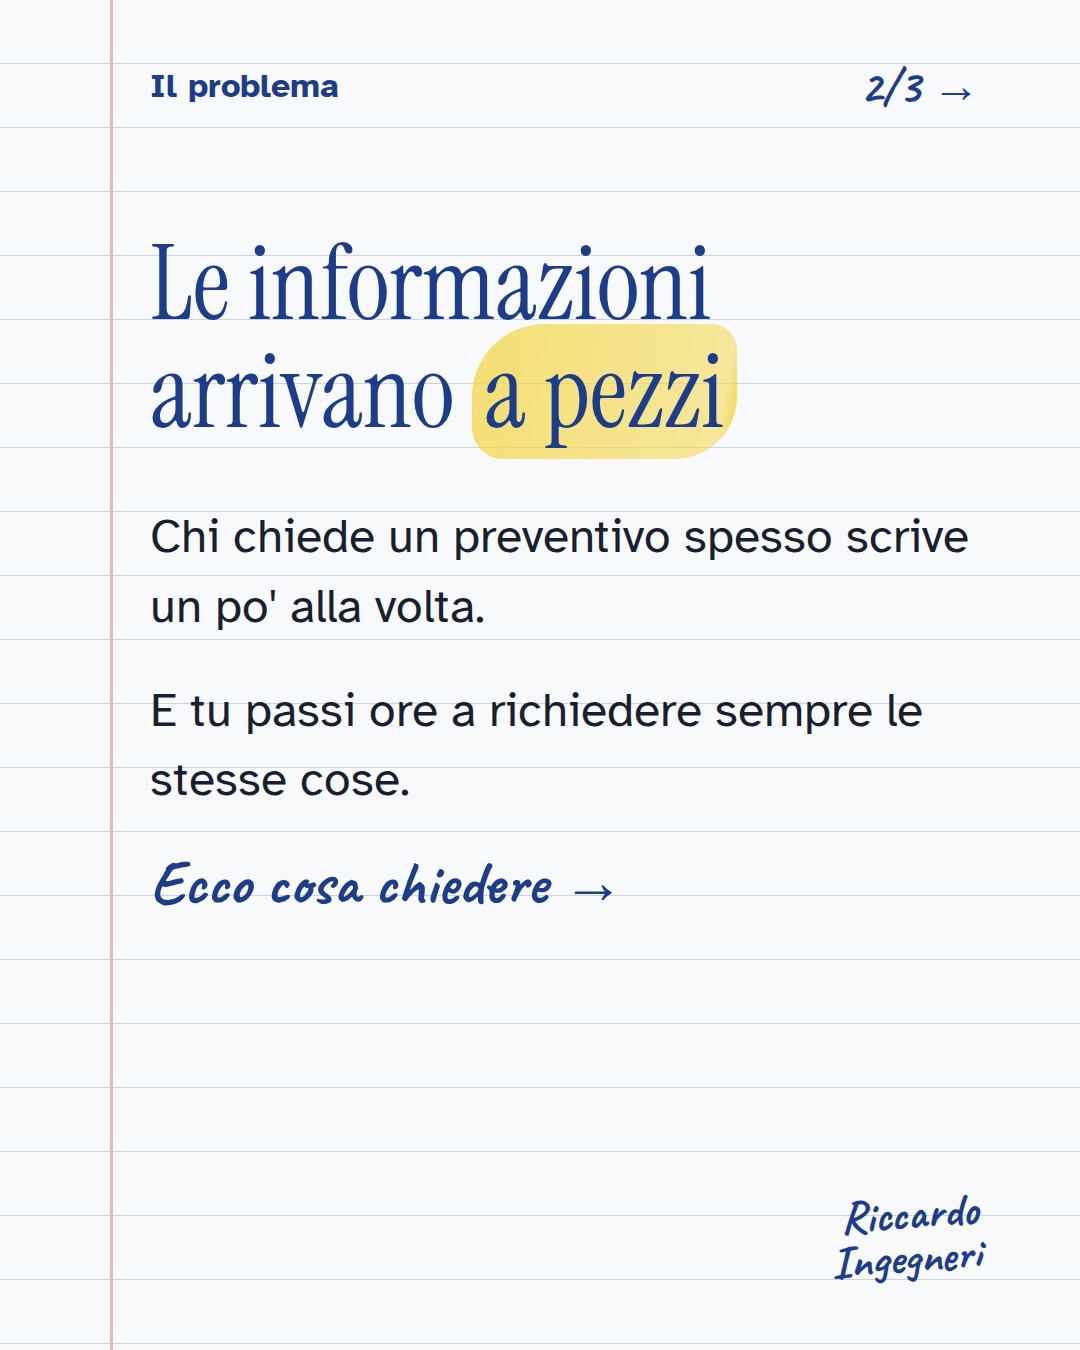 Il problema
2/3 →
Le informazioni
arrivano a pezzi
Chi chiede un preventivo spesso scrive
un po' alla volta.
E tu passi ore a richiedere sempre le
stesse cose.
Ecco cosa chiedere →
Riccardo
Ingegneri